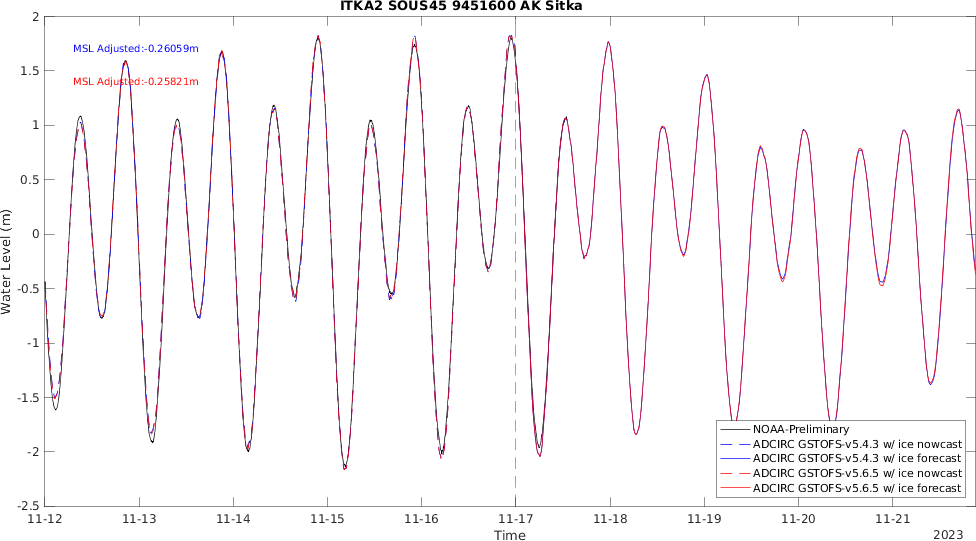 ITKA2 SOUS45 9451600 AK Sitka
MSL Adjusted:-0.26059m
MSL Adjusted:-0.25821m
Water Level (m)
2
1.5
1
0.5
0
-0.5
-1
-1.5
-2
-2.5
NOAA-Preliminary
ADCIRC GSTOFS-v5.4.3 w/ ice nowcast
ADCIRC GSTOFS-v5.4.3 w/ ice forecast
ADCIRC GSTOFS-v5.6.5 w/ ice nowcast
ADCIRC GSTOFS-v5.6.5 w/ ice forecast
11-12 11-13 11-14 11-15 11-16 11-17 11-18 11-19 11-20 11-21
Time
2023